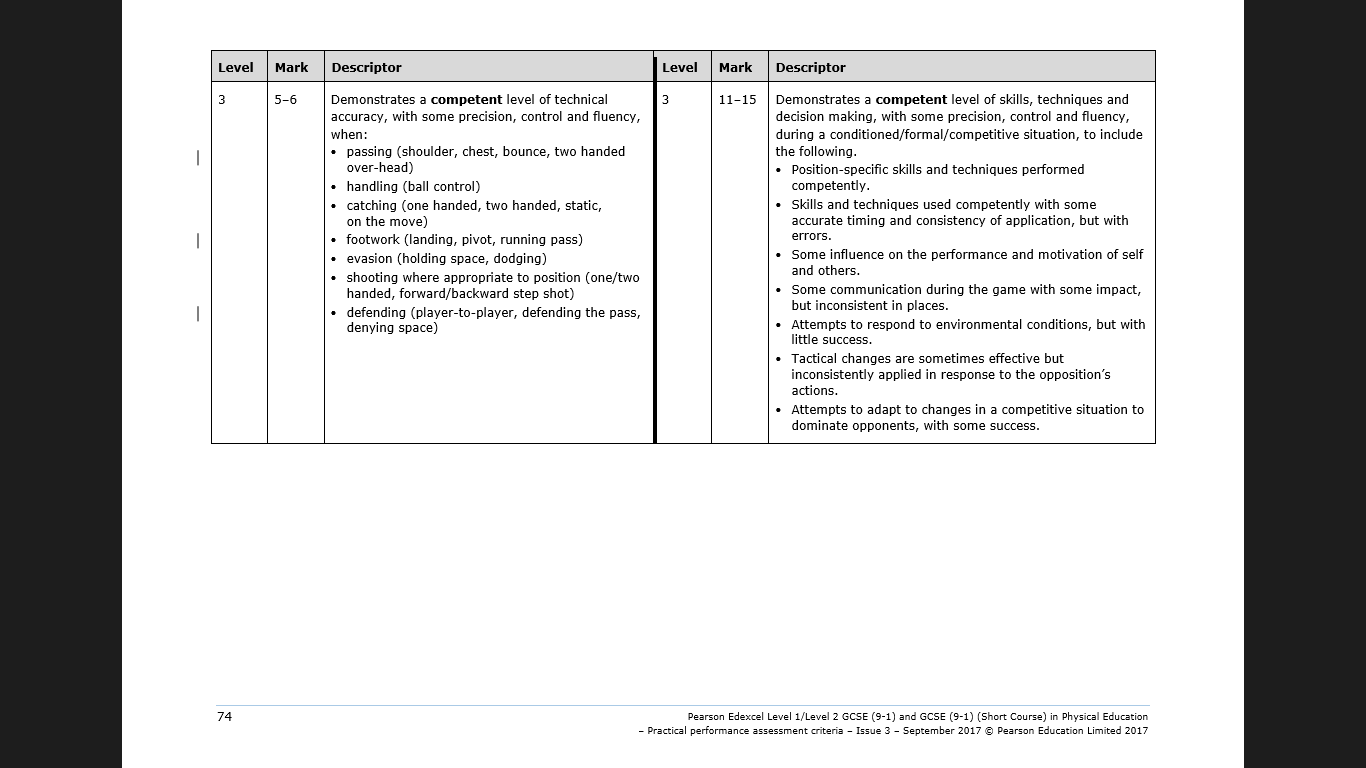 Level Mark Descriptor
3 5–6 Demonstrates a competent level of technical
accuracy, with some precision, control and fluency,
when:
• passing (shoulder, chest, bounce, two handed
over-head)
• handling (ball control)
• catching (one handed, two handed, static,
on the move)
• footwork (landing, pivot, running pass)
• evasion (holding space, dodging)
• shooting where appropriate to position (one/two
handed, forward/backward step shot)
• defending (player-to-player, defending the pass,
denying space)
Level Mark Descriptor
3 11–15 Demonstrates a competent level of skills, techniques and
decision making, with some precision, control and fluency,
during a conditioned/formal/competitive situation, to include
the following.
• Position-specific skills and techniques performed
competently.
• Skills and techniques used competently with some
accurate timing and consistency of application, but with
errors.
• Some influence on the performance and motivation of self
and others.
• Some communication during the game with some impact,
but inconsistent in places.
• Attempts to respond to environmental conditions, but with
little success.
• Tactical changes are sometimes effective but
inconsistently applied in response to the opposition’s
actions.
• Attempts to adapt to changes in a competitive situation to
dominate opponents, with some success.
74
Pearson Edexcel Level 1/Level 2 GCSE (9-1) and GCSE (9-1) (Short Course) in Physical Education
– Practical performance assessment criteria – Issue 3 – September 2017 © Pearson Education Limited 2017